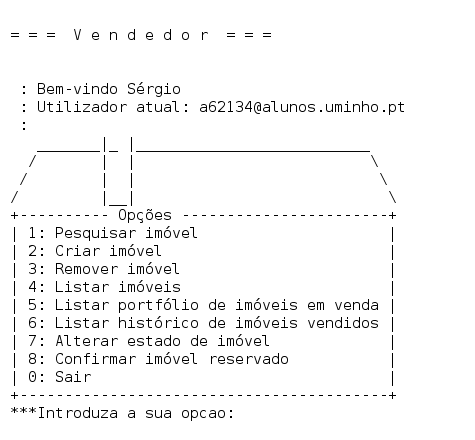 = = =  V e n d e d o r  = = =
: Bem-vindo Sérgio
: Utilizador atual: a62134@alunos.uminho.pt
:
+---------- Opções -----------------------+
| 1: Pesquisar imóvel                     |
| 2: Criar imóvel                         |
| 3: Remover imóvel                       |
| 4: Listar imóveis                       |
| 5: Listar portfólio de imóveis em venda |
| 6: Listar histórico de imóveis vendidos |
| 7: Alterar estado de imóvel             |
| 8: Confirmar imóvel reservado           |
| 0: Sair                                 |
+-----------------------------------------+
***Introduza a sua opcao: